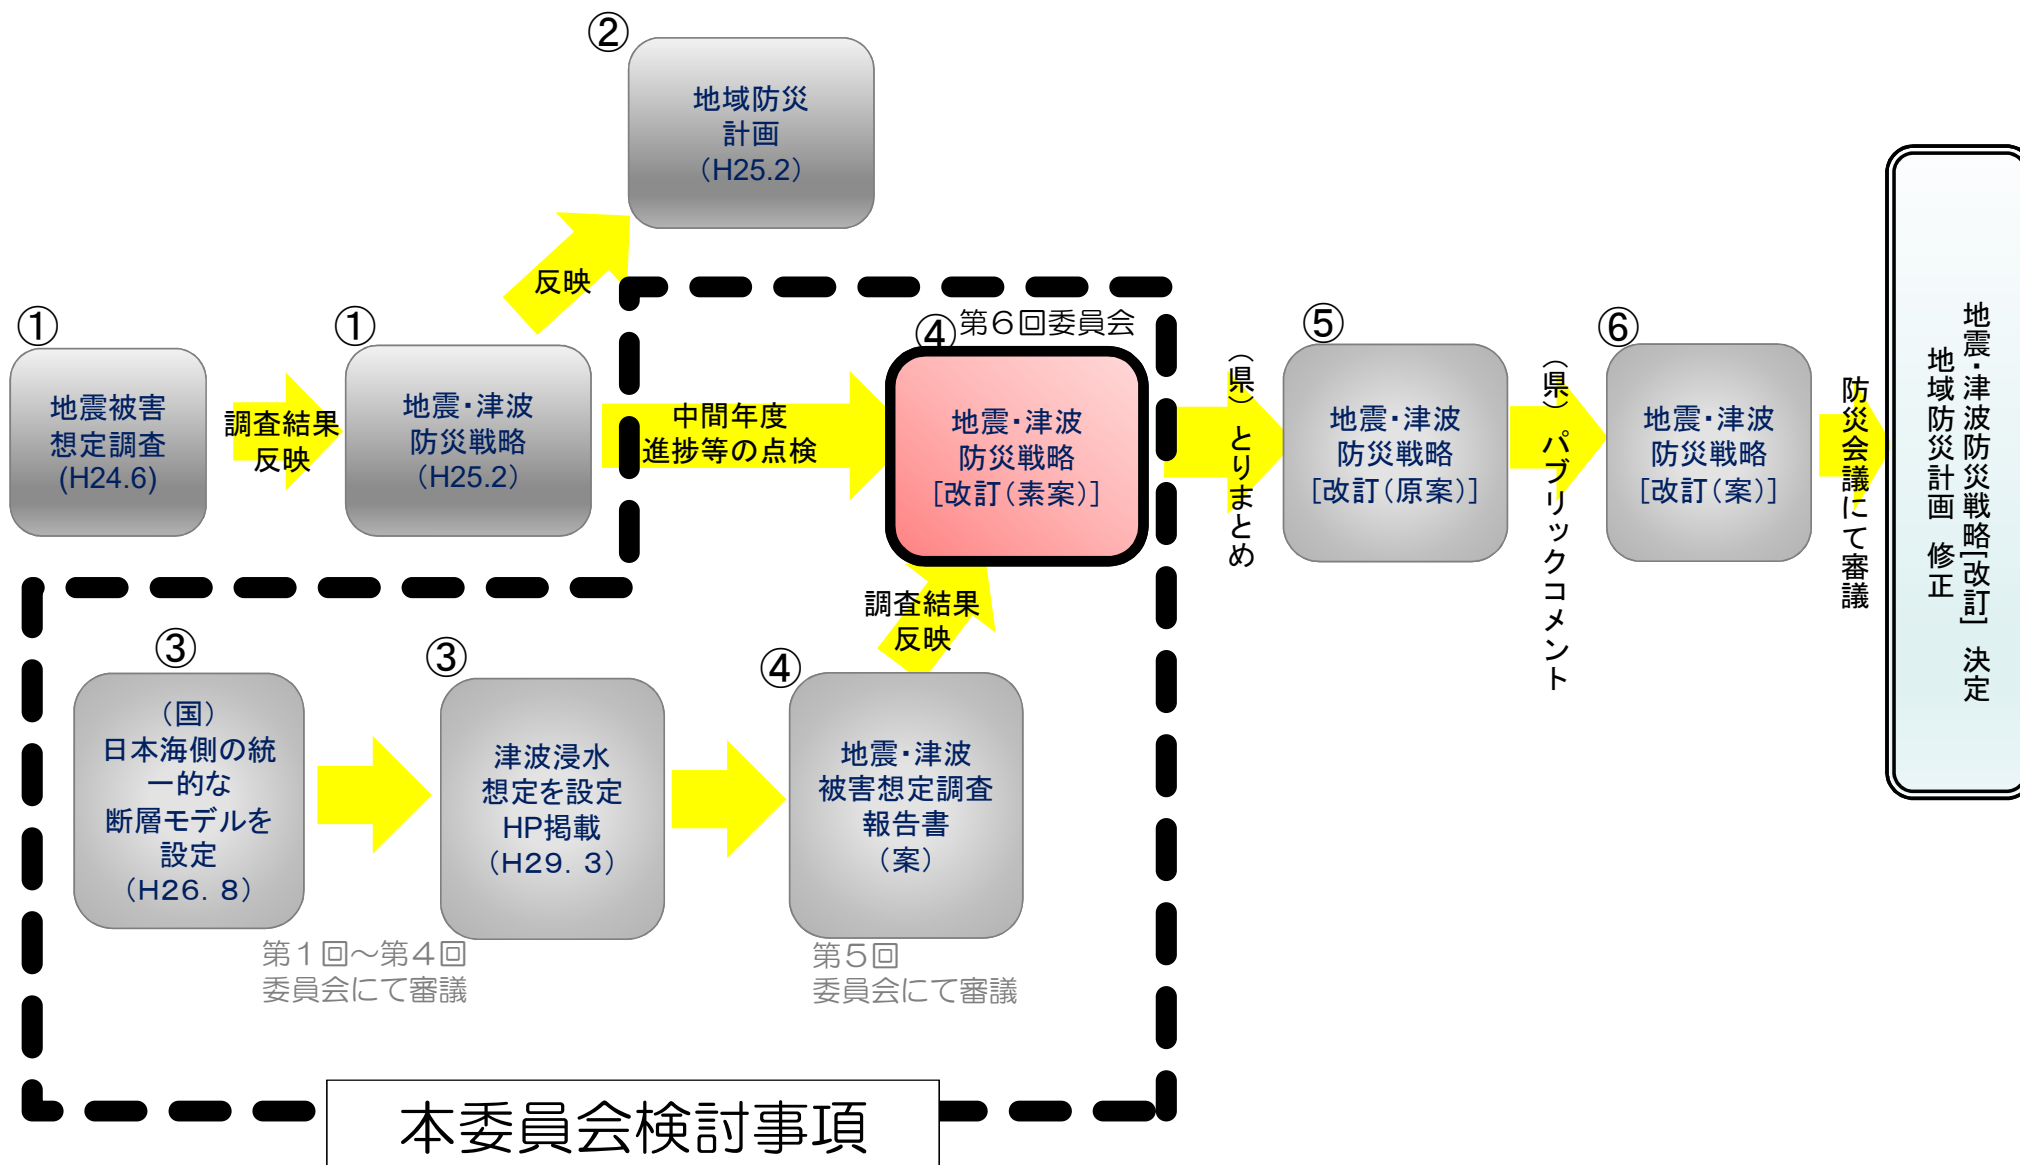 ②
地域防災
計画
（H25.2）
反映
①
地震被害
想定調査
(H24.6)
調査結果
反映
①
地震・津波
防災戦略
（H25.2）
中間年度
進捗等の点検
④
第６回委員会
地震・津波
防災戦略
[改訂（素案）]
（県）とりまとめ
⑤
地震・津波
防災戦略
[改訂（原案）]
（県）パブリックコメント
⑥
地震・津波
防災戦略
[改訂（案）]
防災会議にて審議
地震・津波防災戦略[改訂] 決定
地域防災計画 修正
調査結果
反映
③
（国）
日本海側の統
一的な
断層モデルを
設定
（H26．8）
第１回～第４回
委員会にて審議
③
津波浸水
想定を設定
HP掲載
（H29．3）
④
地震・津波
被害想定調査
報告書
（案）
第５回
委員会にて審議
本委員会検討事項